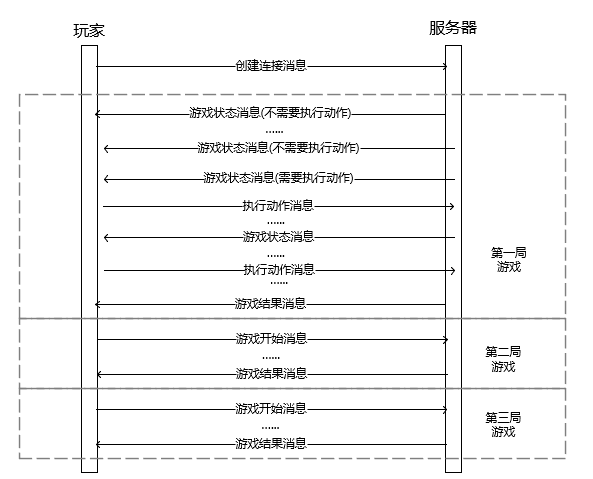 玩家
服务器
创建连接消息
游戏状态消息(不需要执行动作)
......
游戏状态消息(不需要执行动作)
游戏状态消息(需要执行动作)
执行动作消息
......
游戏状态消息
......
第一局
游戏
执行动作消息
......
游戏结果消息
游戏开始消息
......
第二局
游戏
游戏结果消息
游戏开始消息
......
第三局
游戏
游戏结果消息